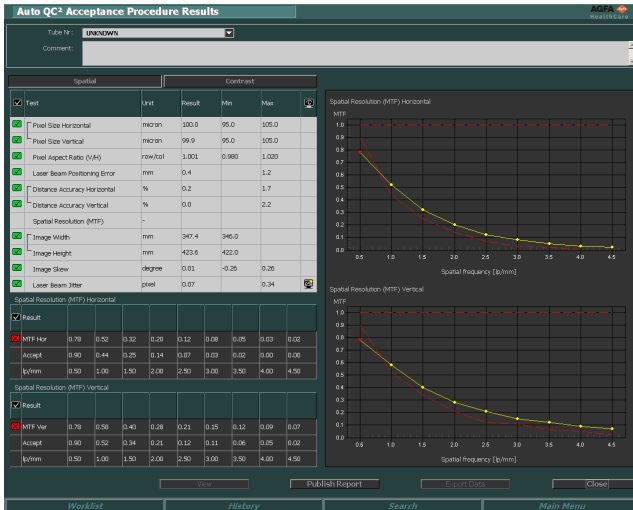 Auto QC² Acceptance Procedure Results
AGFA
HealthCare
Tube Nr: UNKNOWN
Comment:
Spatial Contrast
Test Unit Result Min Max
Pixel Size Horizontal micron 100.0 95.0 105.0
Pixel Size Vertical micron 99.9 95.0 105.0
Pixel Aspect Ratio (V/H) row/col 1.001 0.980 1.020
Laser Beam Positioning Error mm 0.4 1.2
Distance Accuracy Horizontal % 0.2 1.7
Distance Accuracy Vertical % 0.0 2.2
Spatial Resolution (MTF) -
Image Width mm 347.4 346.0
Image Height mm 423.6 422.0
Image Skew degree 0.01 -0.26 0.26
Laser Beam Jitter pixel 0.07 0.34
Spatial Resolution (MTF) Horizontal
Result
MTF Hor 0.78 0.52 0.32 0.20 0.12 0.08 0.05 0.03 0.02
Accept 0.90 0.44 0.25 0.14 0.07 0.03 0.02 0.00 0.00
lp/mm 0.50 1.00 1.50 2.00 2.50 3.00 3.50 4.00 4.50
Spatial Resolution (MTF) Vertical
Result
MTF Ver 0.78 0.58 0.40 0.28 0.21 0.15 0.12 0.09 0.07
Accept 0.90 0.52 0.34 0.21 0.12 0.11 0.06 0.05 0.02
lp/mm 0.50 1.00 1.50 2.00 2.50 3.00 3.50 4.00 4.50
Spatial Resolution (MTF) Horizontal
MTF
1.0
0.9
0.8
0.7
0.6
0.5
0.4
0.3
0.2
0.1
0.0
0.5 1.0 1.5 2.0 2.5 3.0 3.5 4.0 4.5
Spatial frequency [lp/mm]
Spatial Resolution (MTF) Vertical
MTF
1.0
0.9
0.8
0.7
0.6
0.5
0.4
0.3
0.2
0.1
0.0
0.5 1.0 1.5 2.0 2.5 3.0 3.5 4.0 4.5
Spatial frequency [lp/mm]
View Publish Report Export Data Close
Worklist History Search Main Menu